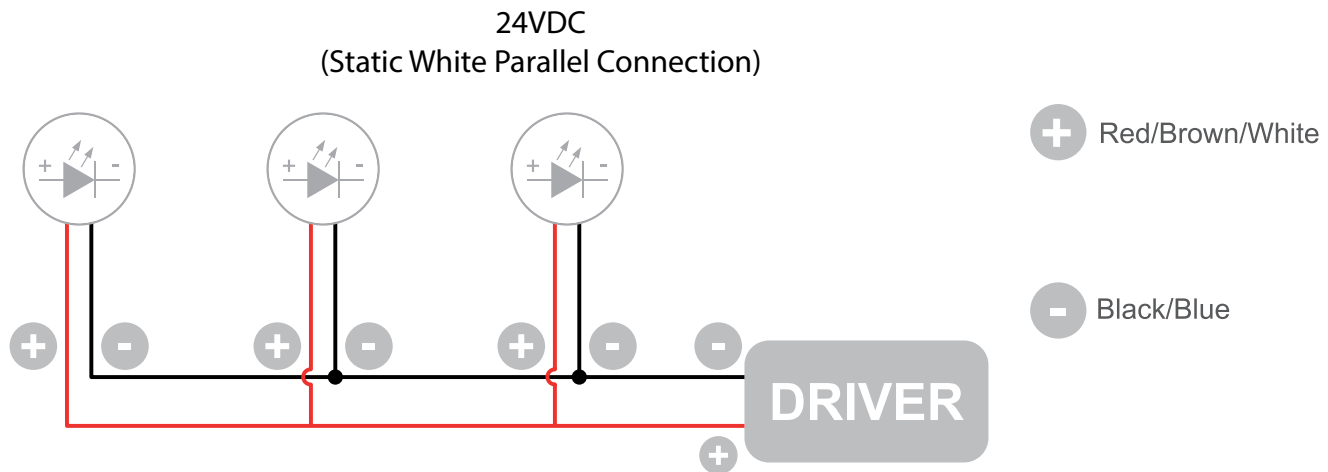 24VDC
(Static White Parallel Connection)
+ -
+ -
+ -
+ Red/Brown/White
- Black/Blue
+ - + - + - -
DRIVER
+